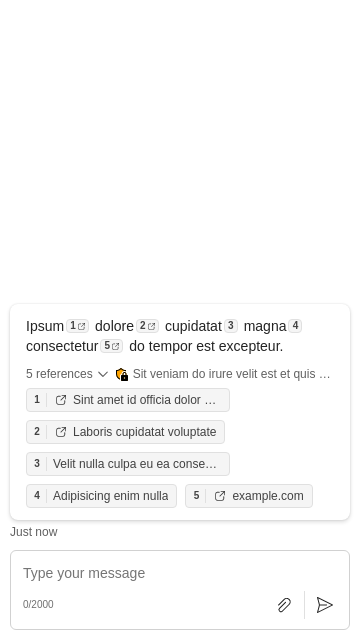 Ipsum 1 dolore 2 cupidatat 3 magna 4
consectetur 5 do tempor est excepteur.
5 references Sit veniam do irure velit est et quis …
1 Sint amet id officia dolor …
2 Laboris cupidatat voluptate
3 Velit nulla culpa eu ea conse…
4 Adipisicing enim nulla 5 example.com
Just now
Type your message
0/2000